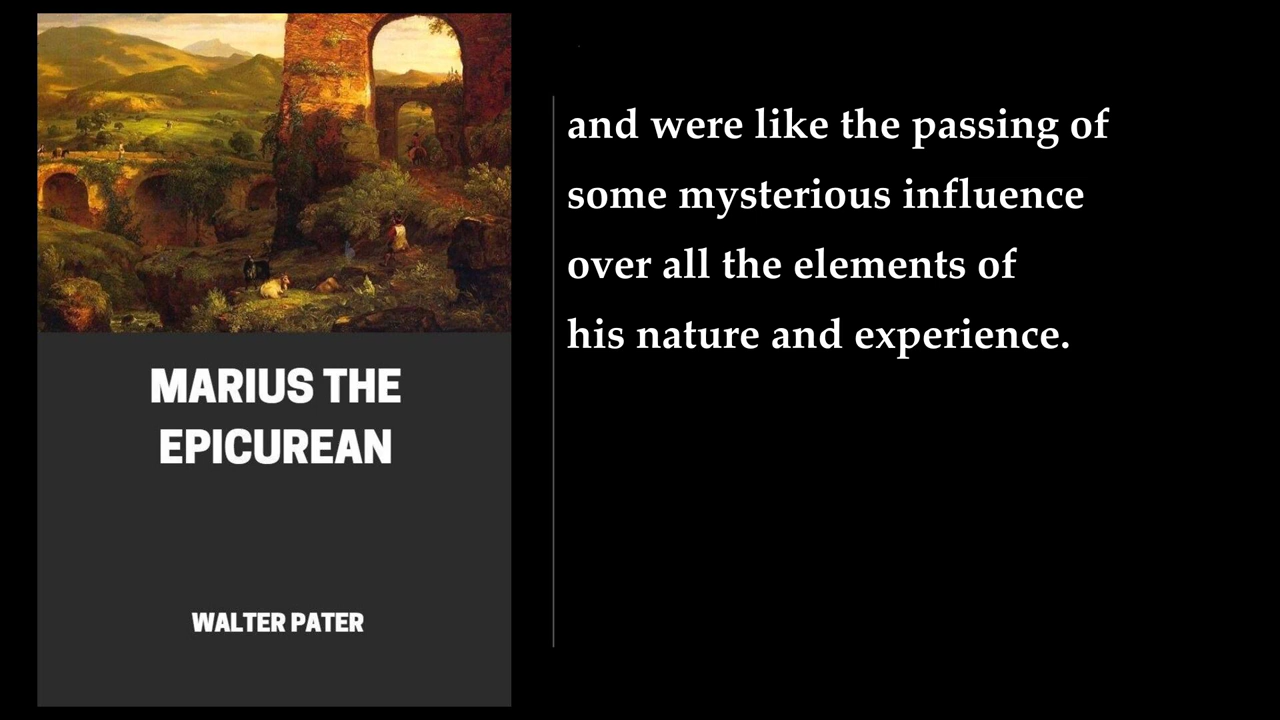 MARIUS THE
EPICUREAN
WALTER PATER
and were like the passing of
some mysterious influence
over all the elements of
his nature and experience.